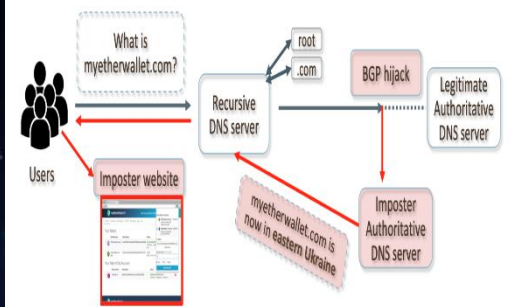 What is
myetherwallet.com?
root
.com
BGP hijack
Legitimate
Authoritative
DNS server
Recursive
DNS server
Users
Imposter website
myetherwallet.com is
now in eastern Ukraine
Imposter
Authoritative
DNS server